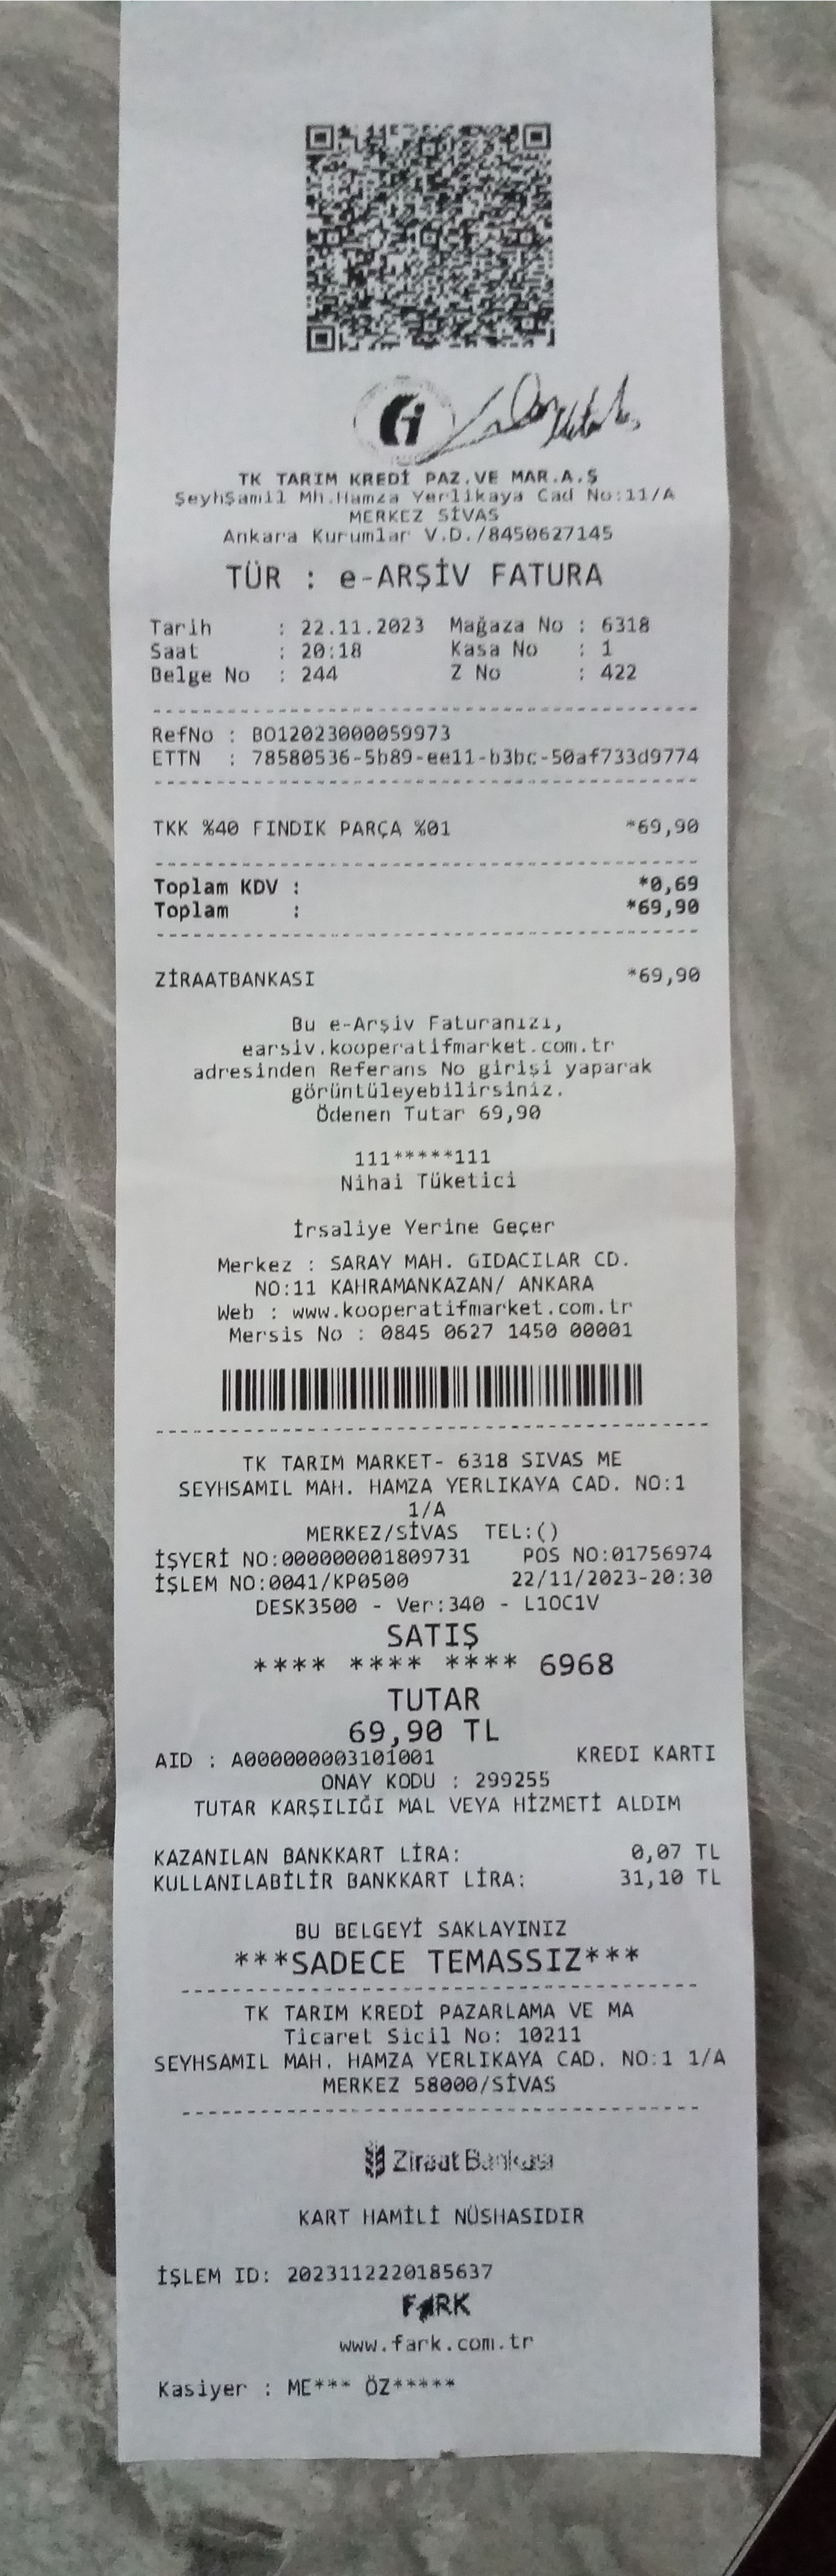 TK TARIM KREDİ PAZ.VE MAR.A.Ş
ŞeyhŞamil Mh.Hamza Yerlikaya Cad No:11/A
MERKEZ SİVAS
Ankara Kurumlar V.D./8450627145
TÜR : e-ARŞİV FATURA
Tarih : 22.11.2023 Mağaza No : 6318
Saat : 20:18 Kasa No : 1
Belge No : 244 Z No : 422
RefNo : BO12023000059973
ETTN : 78580536-5b89-ee11-b3bc-50af733d9774
TKK %40 FINDIK PARÇA %01 *69,90
Toplam KDV : *0,69
Toplam : *69,90
ZİRAATBANKASI *69,90
Bu e-Arşiv Faturanızı,
earsiv.kooperatifmarket.com.tr
adresinden Referans No girişi yaparak
görüntüleyebilirsiniz.
Ödenen Tutar 69,90
111*****111
Nihai Tüketici
İrsaliye Yerine Geçer
Merkez : SARAY MAH. GIDACILAR CD.
NO:11 KAHRAMANKAZAN/ ANKARA
Web : www.kooperatifmarket.com.tr
Mersis No : 0845 0627 1450 00001
TK TARIM MARKET- 6318 SIVAS ME
SEYHSAMIL MAH. HAMZA YERLIKAYA CAD. NO:1
1/A
MERKEZ/SİVAS TEL:()
İŞYERİ NO:000000001809731 POS NO:01756974
İŞLEM NO:0041/KP0500 22/11/2023-20:30
DESK3500 - Ver:340 - L1OC1V
SATIŞ
**** **** **** 6968
TUTAR
69,90 TL
AID : A000000003101001 KREDI KARTI
ONAY KODU : 299255
TUTAR KARŞILIĞI MAL VEYA HİZMETİ ALDIM
KAZANILAN BANKKART LİRA: 0,07 TL
KULLANILABİLİR BANKKART LİRA: 31,10 TL
BU BELGEYİ SAKLAYINIZ
***SADECE TEMASSIZ***
TK TARIM KREDİ PAZARLAMA VE MA
Ticaret Sicil No: 10211
SEYHSAMIL MAH. HAMZA YERLIKAYA CAD. NO:1 1/A
MERKEZ 58000/SİVAS
Ziraat Bankası
KART HAMİLİ NÜSHASIDIR
İŞLEM ID: 2023112220185637
FARK
www.fark.com.tr
Kasiyer : ME*** ÖZ*****